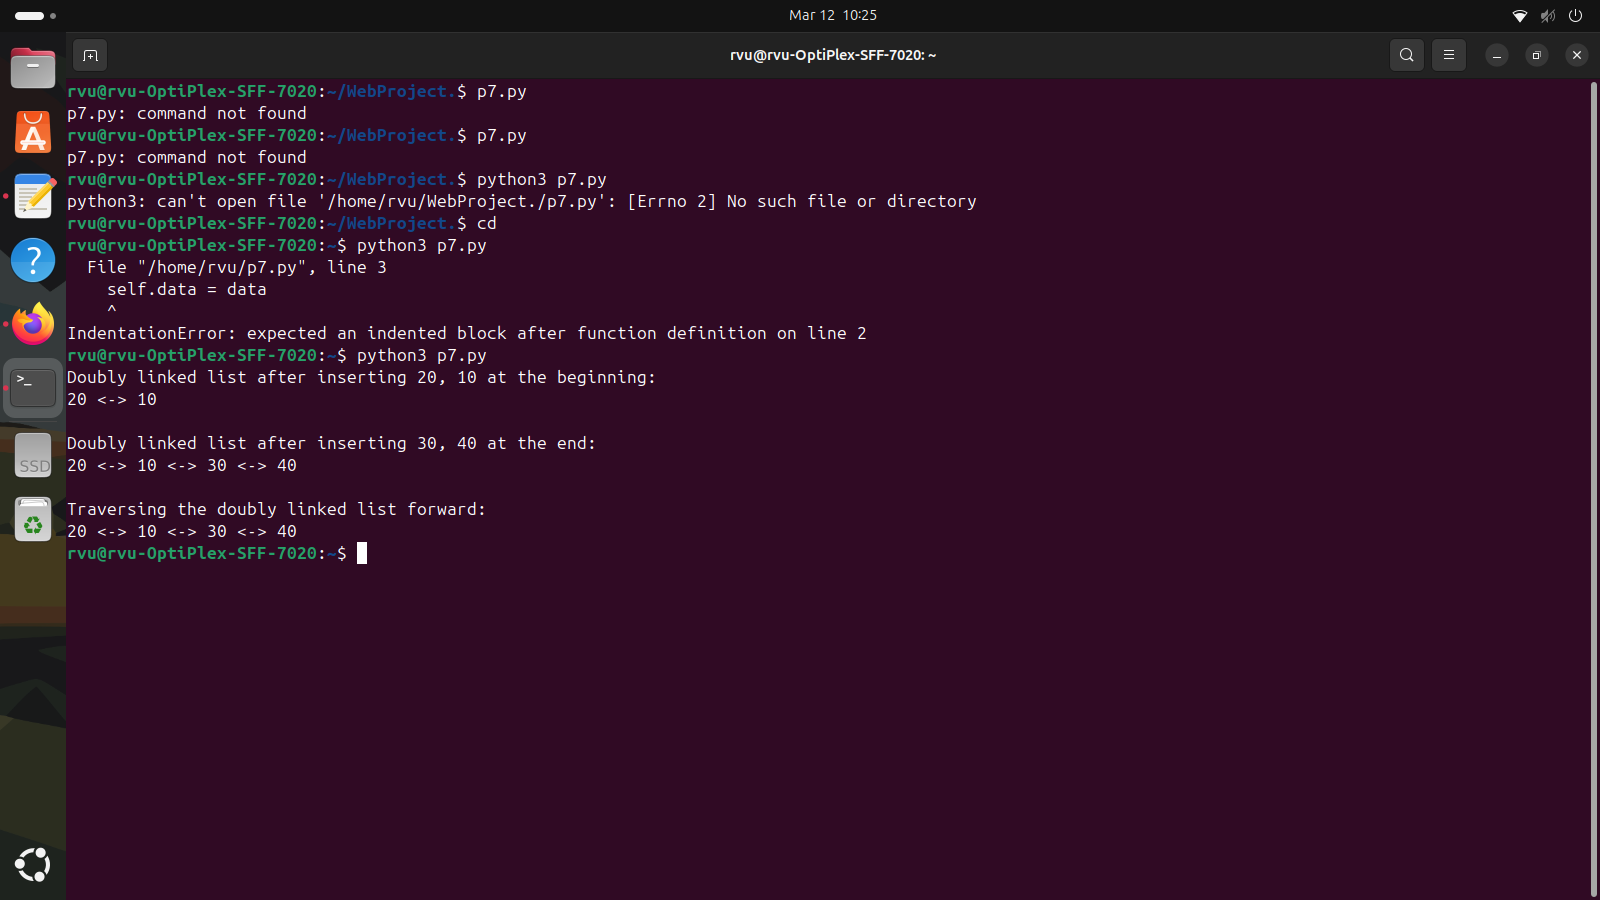 Mar 12 10:25
rvu@rvu-OptiPlex-SFF-7020: ~
rvu@rvu-OptiPlex-SFF-7020:~/WebProject.$ p7.py
p7.py: command not found
rvu@rvu-OptiPlex-SFF-7020:~/WebProject.$ p7.py
p7.py: command not found
rvu@rvu-OptiPlex-SFF-7020:~/WebProject.$ python3 p7.py
python3: can't open file '/home/rvu/WebProject./p7.py': [Errno 2] No such file or directory
rvu@rvu-OptiPlex-SFF-7020:~/WebProject.$ cd
rvu@rvu-OptiPlex-SFF-7020:~$ python3 p7.py
  File "/home/rvu/p7.py", line 3
    self.data = data
    ^
IndentationError: expected an indented block after function definition on line 2
rvu@rvu-OptiPlex-SFF-7020:~$ python3 p7.py
Doubly linked list after inserting 20, 10 at the beginning:
20 <-> 10
Doubly linked list after inserting 30, 40 at the end:
20 <-> 10 <-> 30 <-> 40
Traversing the doubly linked list forward:
20 <-> 10 <-> 30 <-> 40
rvu@rvu-OptiPlex-SFF-7020:~$
SSD